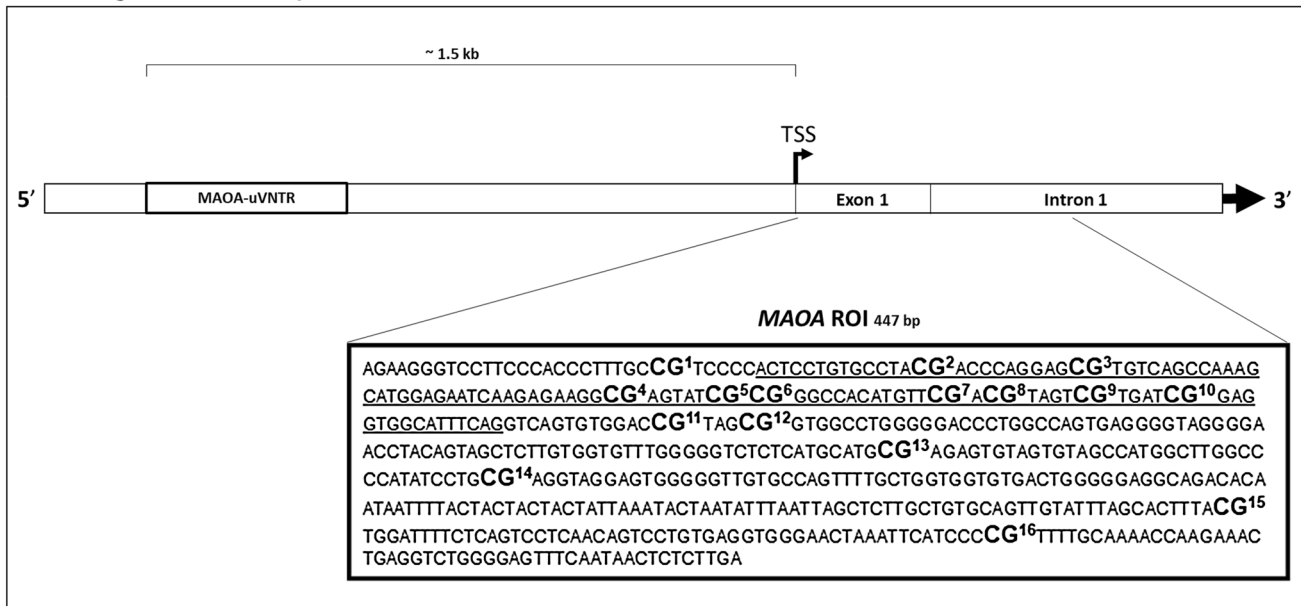 ~ 1.5 kb
TSS
5′
MAOA-uVNTR
Exon 1
Intron 1
3′
MAOA ROI 447 bp
AGAAGGGTCCTTCCCACCCTTTGCCG¹TCCCCACTCCTGTGCCTACG²ACCCAGGAGCG³TGTCAGCCAAAG
CATGGAGAATCAAGAGAAGGCG⁴AGTATCG⁵CG⁶GGCCACATGTTCG⁷ACG⁸TAGTCG⁹TGATCG¹⁰GAG
GTGGCATTTCAGGTCAGTGTGGACCG¹¹TAGCG¹²GTGGCCTGGGGGACCCTGGCCAGTGAGGGGTAGGGGA
ACCTACAGTAGCTCTTGTGGTGTTTGGGGGTCTCTCATGCATGCG¹³AGAGTGTAGTGTAGCCATGGCTTGGCC
CCATATCCTGCG¹⁴AGGTAGGAGTGGGGGTTGTGCCAGTTTTGCTGGTGGTGTGACTGGGGGAGGCAGACACA
ATAATTTTACTACTACTACTATTAAATACTAATATTTAATTAGCTCTTGCTGTGCAGTTGTATTTAGCACTTTACG¹⁵
TGGATTTTCTCAGTCCTCAACAGTCCTGTGAGGTGGGAACTAAATTCATCCCCG¹⁶TTTTGCAAAACCAAGAAAC
TGAGGTCTGGGGAGTTTCAATAACTCTCTTGA